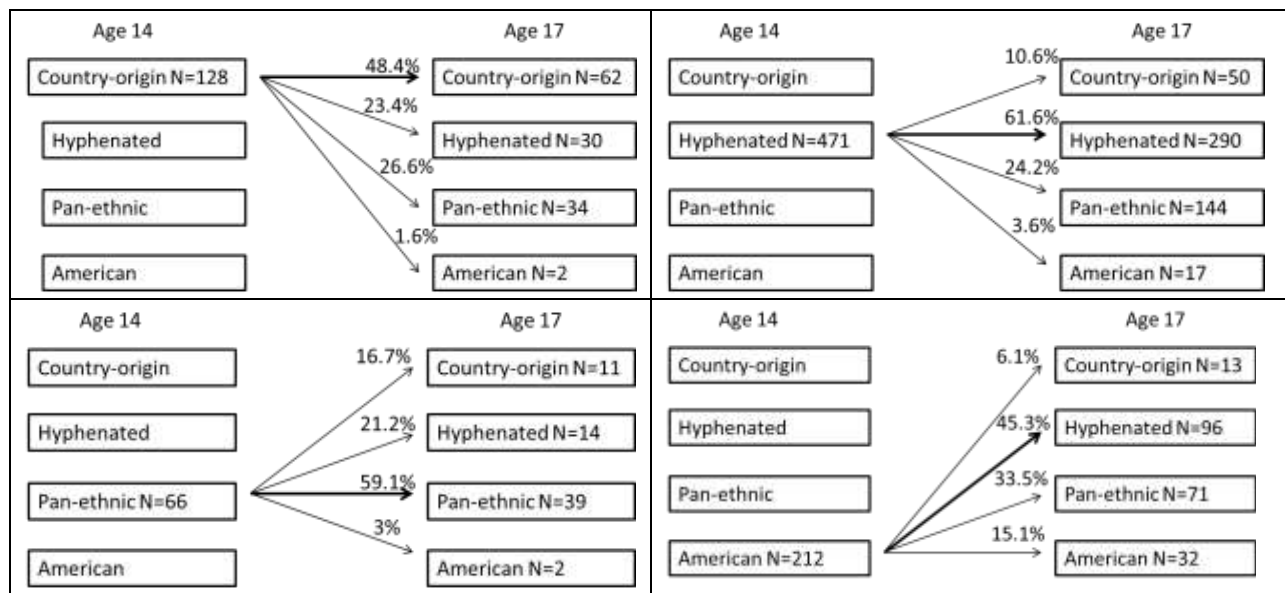 Age 14 Age 17
48.4%
Country-origin N=128 Country-origin N=62
23.4%
Hyphenated Hyphenated N=30
26.6%
Pan-ethnic Pan-ethnic N=34
1.6%
American American N=2
Age 14 Age 17
10.6%
Country-origin Country-origin N=50
61.6%
Hyphenated N=471 Hyphenated N=290
24.2%
Pan-ethnic Pan-ethnic N=144
3.6%
American American N=17
Age 14 Age 17
16.7%
Country-origin Country-origin N=11
21.2%
Hyphenated Hyphenated N=14
59.1%
Pan-ethnic N=66 Pan-ethnic N=39
3%
American American N=2
Age 14 Age 17
6.1%
Country-origin Country-origin N=13
45.3%
Hyphenated Hyphenated N=96
33.5%
Pan-ethnic Pan-ethnic N=71
15.1%
American N=212 American N=32